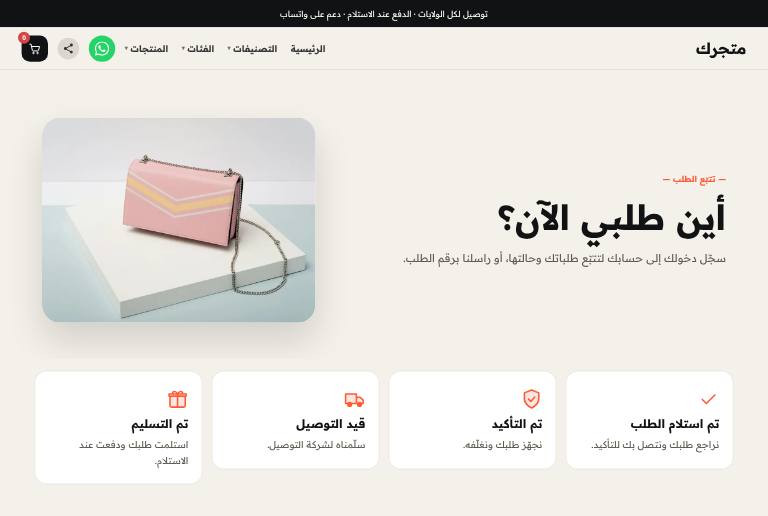 توصيل لكل الولايات · الدفع عند الاستلام · دعم على واتساب
متجرك
الرئيسية
التصنيفات
الفئات
المنتجات
0
— تتبّع الطلب —
أين طلبي الآن؟
سجّل دخولك إلى حسابك لتتبّع طلباتك وحالتها، أو راسلنا برقم الطلب.
تم استلام الطلب
نراجع طلبك ونتصل بك للتأكيد.
تم التأكيد
نجهّز طلبك ونغلّفه.
قيد التوصيل
سلّمناه لشركة التوصيل.
تم التسليم
استلمت طلبك ودفعت عند
الاستلام.